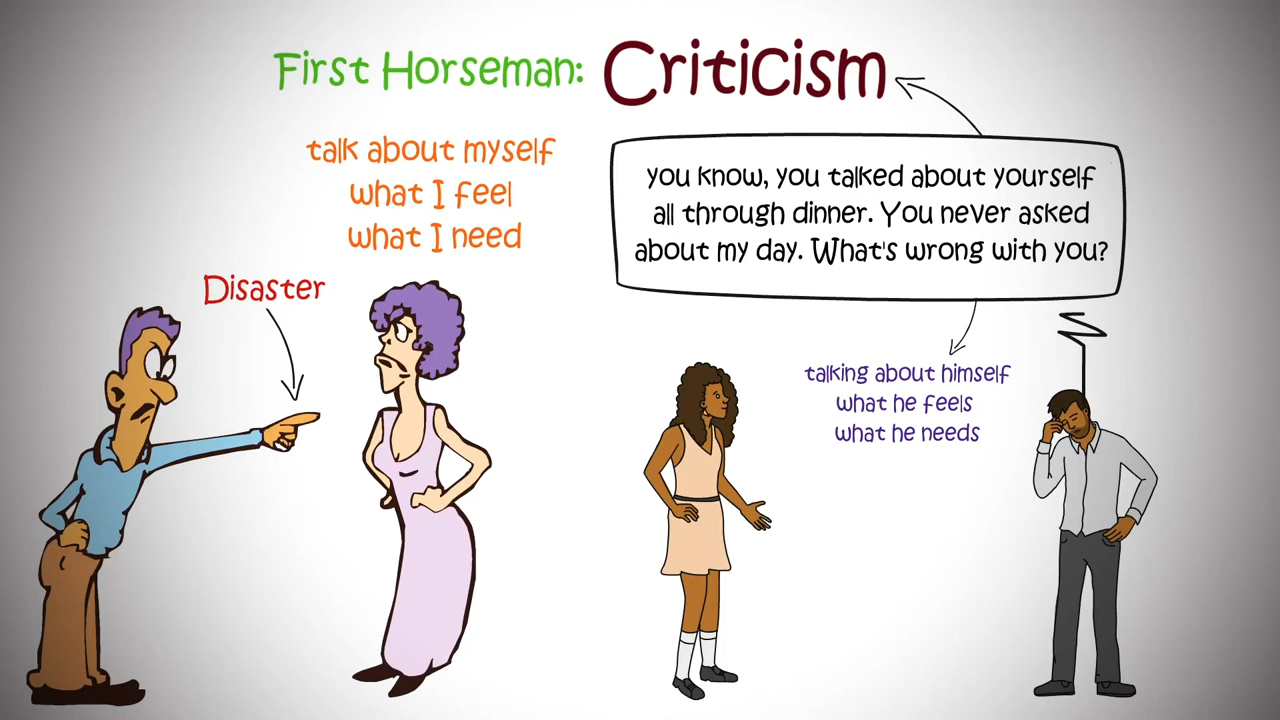 First Horseman: Criticism
talk about myself
what I feel
what I need
Disaster
you know, you talked about yourself
all through dinner. You never asked
about my day. What's wrong with you?
talking about himself
what he feels
what he needs